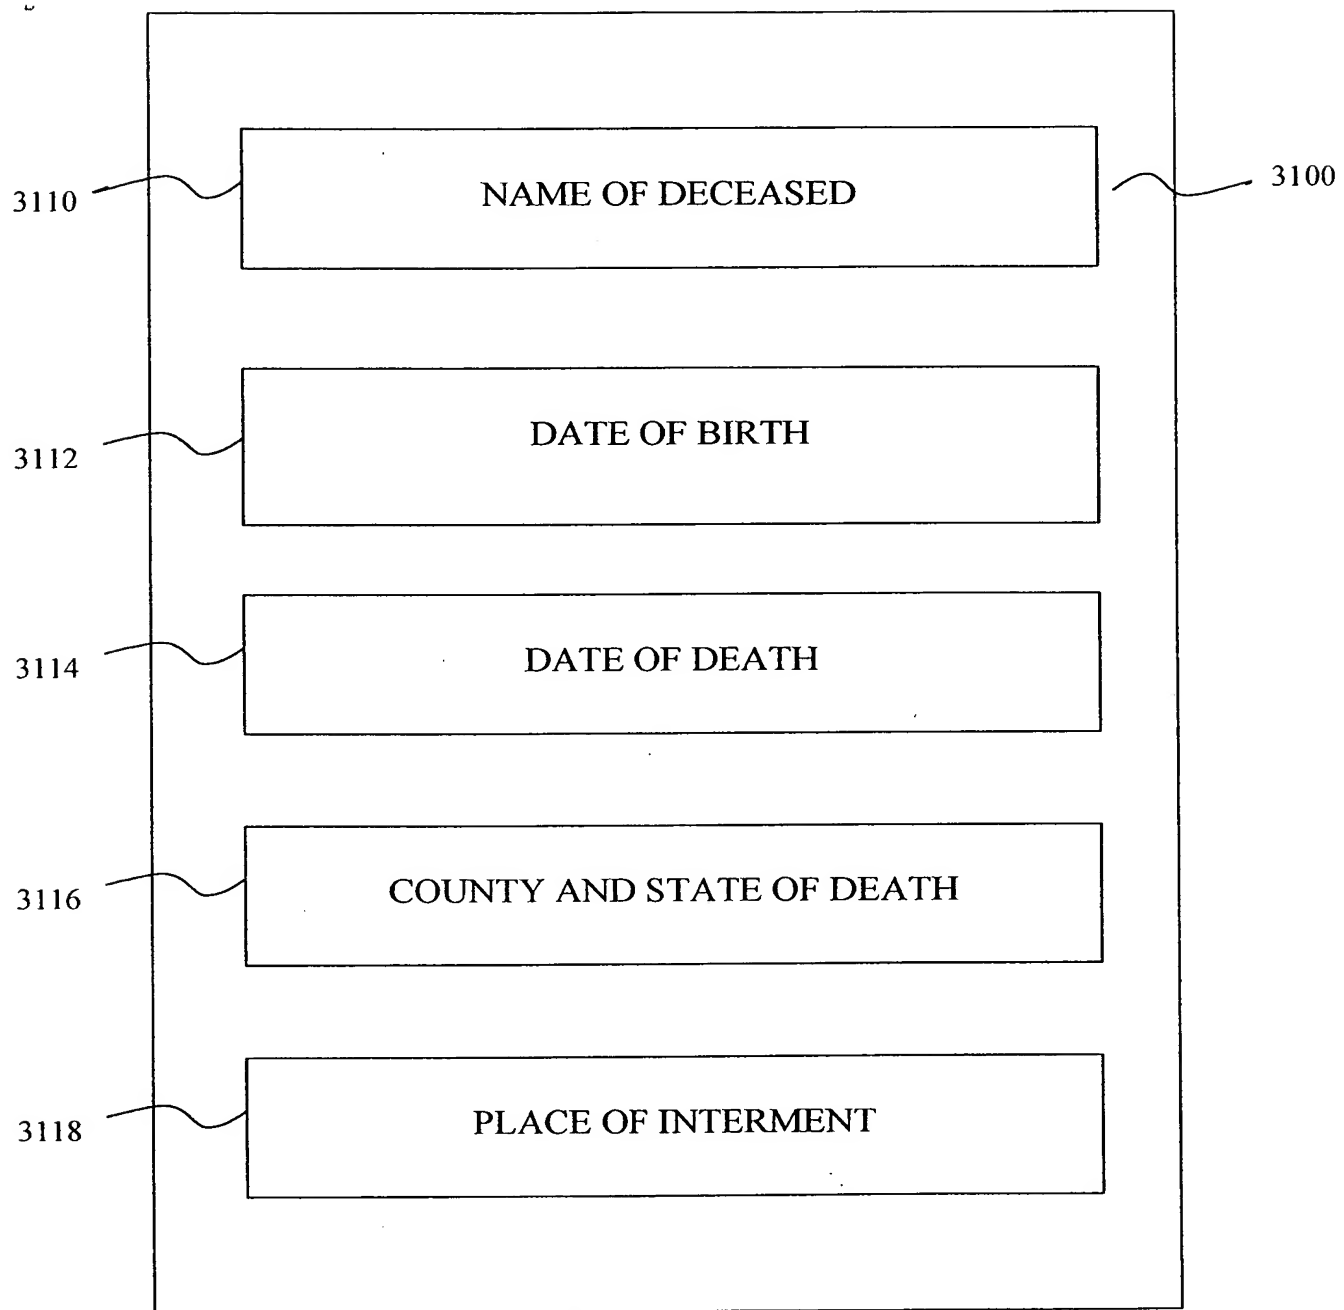 3110
NAME OF DECEASED
3100
3112
DATE OF BIRTH
3114
DATE OF DEATH
3116
COUNTY AND STATE OF DEATH
3118
PLACE OF INTERMENT